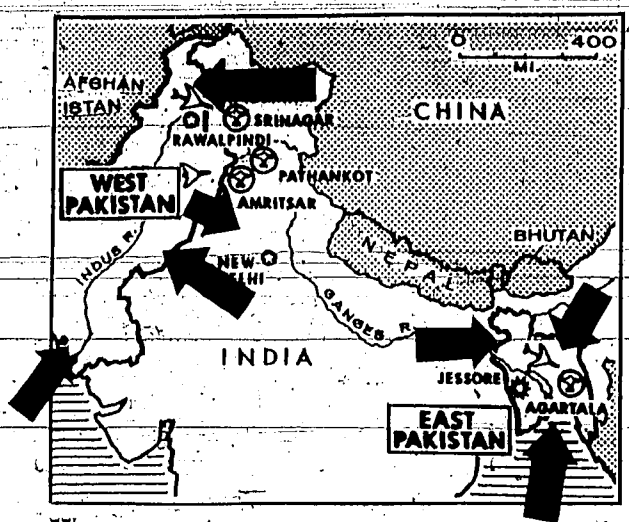 0 400
MI.
AFGHAN
ISTAN
CHINA
SRINAGAR
RAWALPINDI
PATHANKOT
WEST
PAKISTAN
AMRITSAR
INDUS R.
NEW
DELHI
NEPAL
BHUTAN
GANGES R.
INDIA
JESSORE
AGARTALA
EAST
PAKISTAN